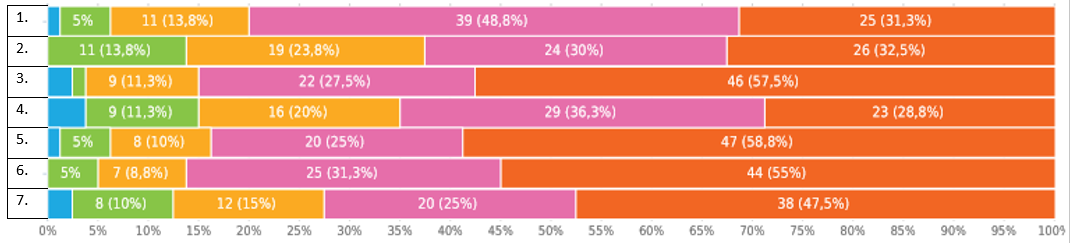 1. 5% 11 (13,8%) 39 (48,8%) 25 (31,3%)
2. 11 (13,8%) 19 (23,8%) 24 (30%) 26 (32,5%)
3. 9 (11,3%) 22 (27,5%) 46 (57,5%)
4. 9 (11,3%) 16 (20%) 29 (36,3%) 23 (28,8%)
5. 5% 8 (10%) 20 (25%) 47 (58,8%)
6. 5% 7 (8,8%) 25 (31,3%) 44 (55%)
7. 8 (10%) 12 (15%) 20 (25%) 38 (47,5%)
0% 5% 10% 15% 20% 25% 30% 35% 40% 45% 50% 55% 60% 65% 70% 75% 80% 85% 90% 95% 100%